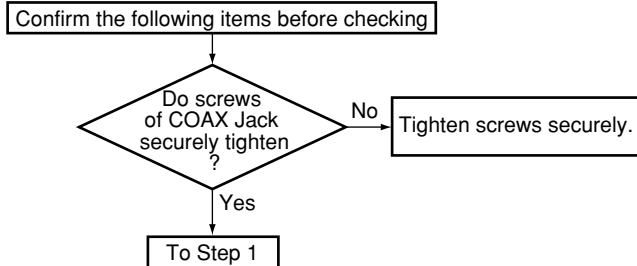 Confirm the following items before checking
Do screws
of COAX Jack
securely tighten
?
No
Tighten screws securely.
Yes
To Step 1